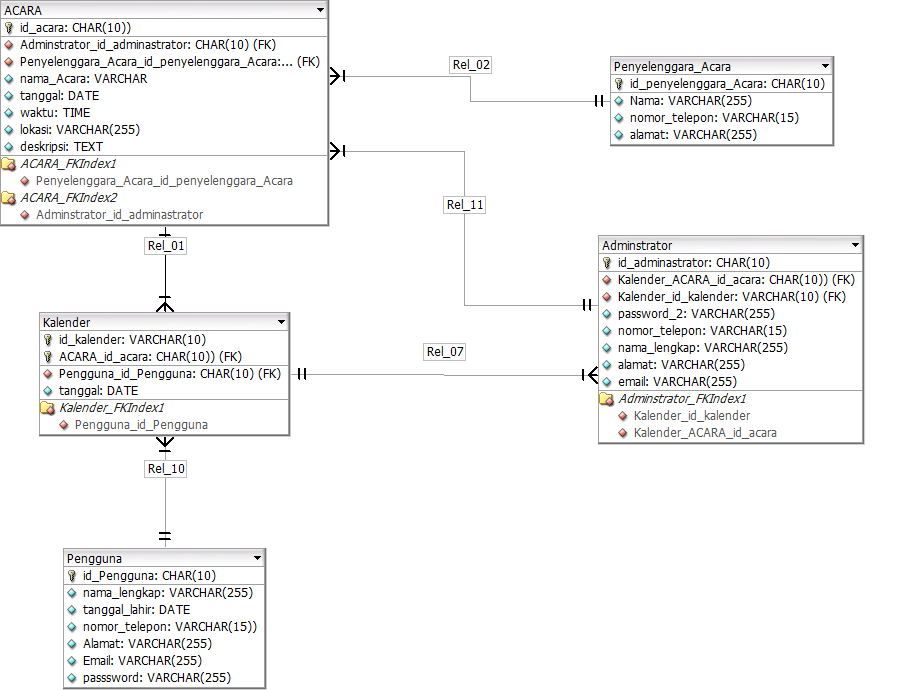 ACARA
id_acara: CHAR(10))
Adminstrator_id_adminastrator: CHAR(10) (FK)
Penyelenggara_Acara_id_penyelenggara_Acara:... (FK)
nama_Acara: VARCHAR
tanggal: DATE
waktu: TIME
lokasi: VARCHAR(255)
deskripsi: TEXT
ACARA_FKIndex1
Penyelenggara_Acara_id_penyelenggara_Acara
ACARA_FKIndex2
Adminstrator_id_adminastrator
Rel_02
Penyelenggara_Acara
id_penyelenggara_Acara: CHAR(10)
Nama: VARCHAR(255)
nomor_telepon: VARCHAR(15)
alamat: VARCHAR(255)
Rel_11
Rel_01
Adminstrator
id_adminastrator: CHAR(10)
Kalender_ACARA_id_acara: CHAR(10)) (FK)
Kalender_id_kalender: VARCHAR(10) (FK)
password_2: VARCHAR(255)
nomor_telepon: VARCHAR(15)
nama_lengkap: VARCHAR(255)
alamat: VARCHAR(255)
email: VARCHAR(255)
Adminstrator_FKIndex1
Kalender_id_kalender
Kalender_ACARA_id_acara
Kalender
id_kalender: VARCHAR(10)
ACARA_id_acara: CHAR(10)) (FK)
Pengguna_id_Pengguna: CHAR(10) (FK)
tanggal: DATE
Kalender_FKIndex1
Pengguna_id_Pengguna
Rel_07
Rel_10
Pengguna
id_Pengguna: CHAR(10)
nama_lengkap: VARCHAR(255)
tanggal_lahir: DATE
nomor_telepon: VARCHAR(15))
Alamat: VARCHAR(255)
Email: VARCHAR(255)
passsword: VARCHAR(255)